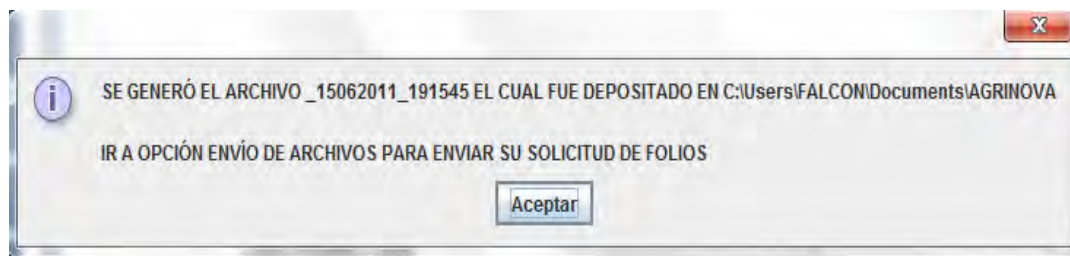 SE GENERÓ EL ARCHIVO _15062011_191545 EL CUAL FUE DEPOSITADO EN C:\Users\FALCON\Documents\AGRINOVA
IR A OPCIÓN ENVÍO DE ARCHIVOS PARA ENVIAR SU SOLICITUD DE FOLIOS
Aceptar